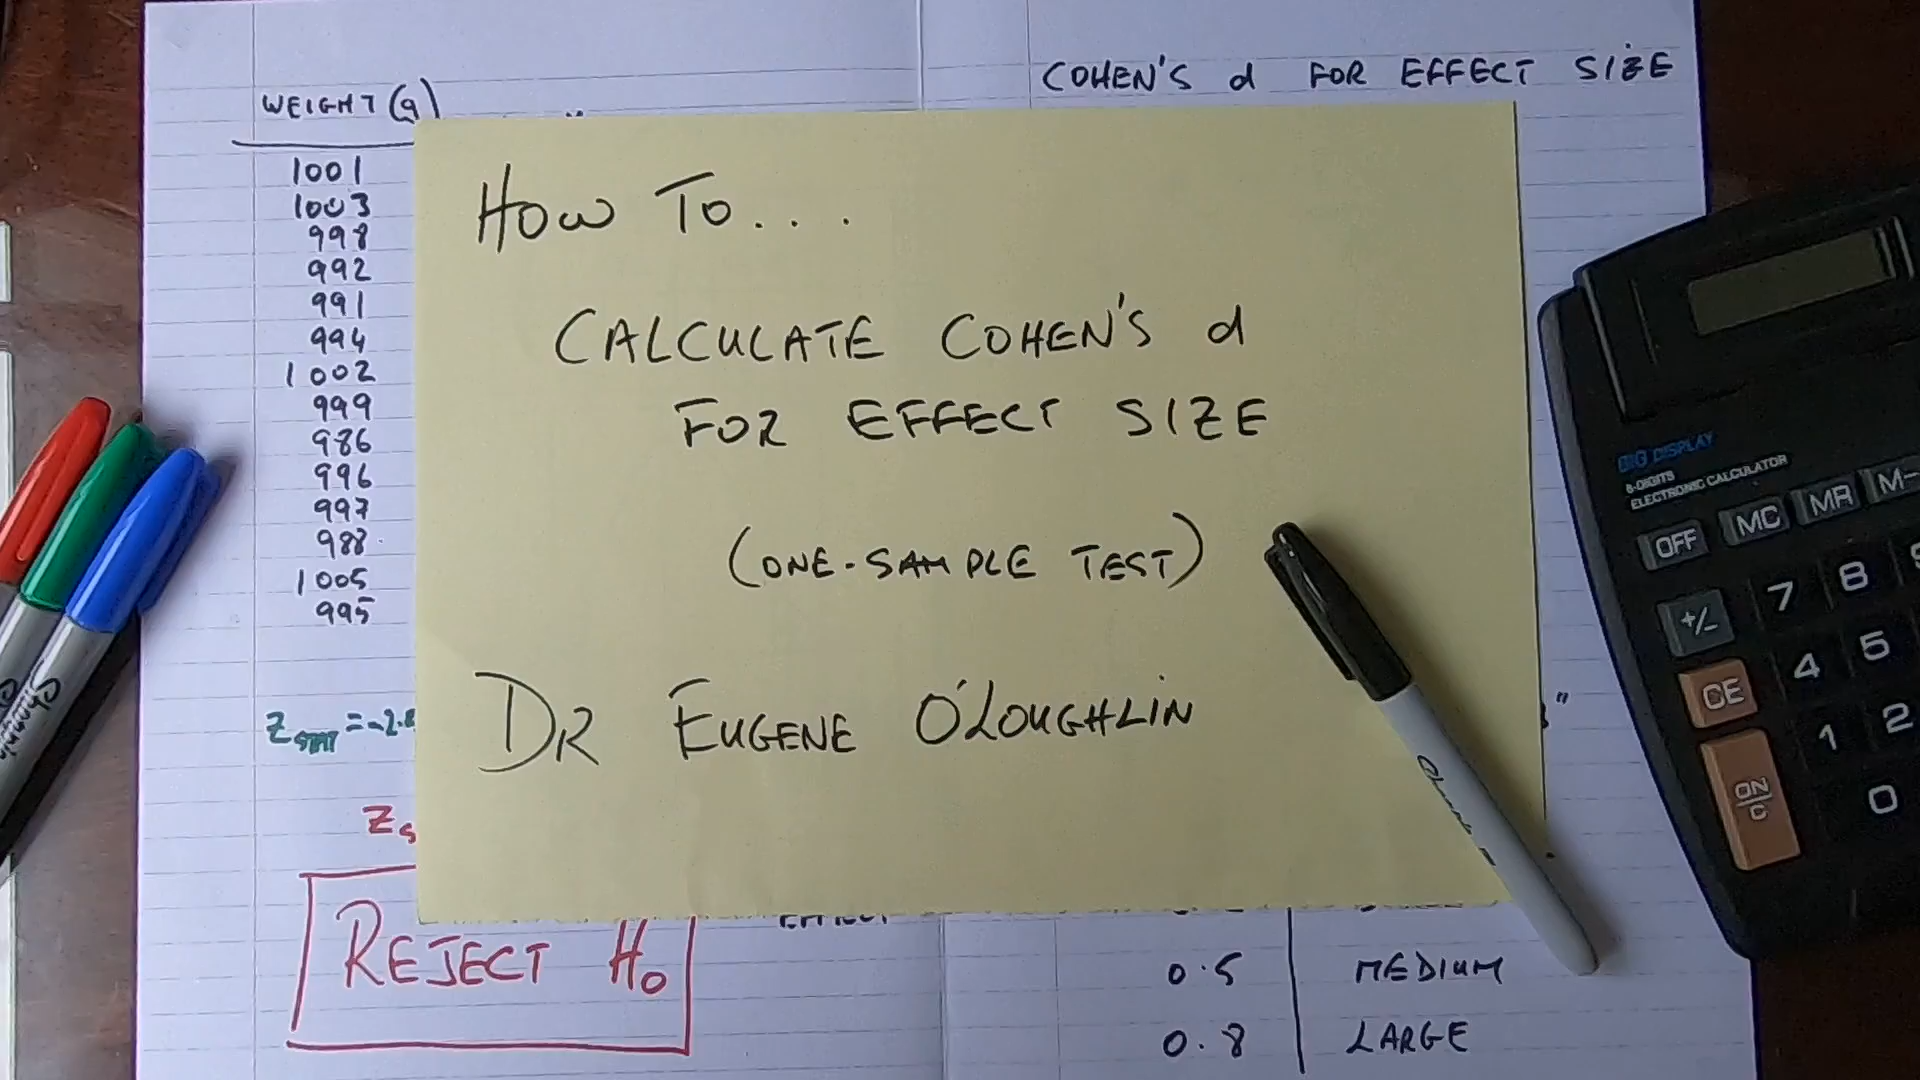 COHEN'S d FOR EFFECT SIZE
WEIGHT (g)
1001
1003
998
992
991
994
1002
999
986
996
997
988
1005
995
HOW TO....
CALCULATE COHEN'S d
FOR EFFECT SIZE
(ONE-SAMPLE TEST)
DR EUGENE O'LOUGHLIN
REJECT H₀
0.5 MEDIUM
0.8 LARGE
Sharpie
BIG DISPLAY
8-DIGITS
ELECTRONIC CALCULATOR
OFF MC MR M-
+/- 7 8
CE 4 5
ON/C 1 2
0